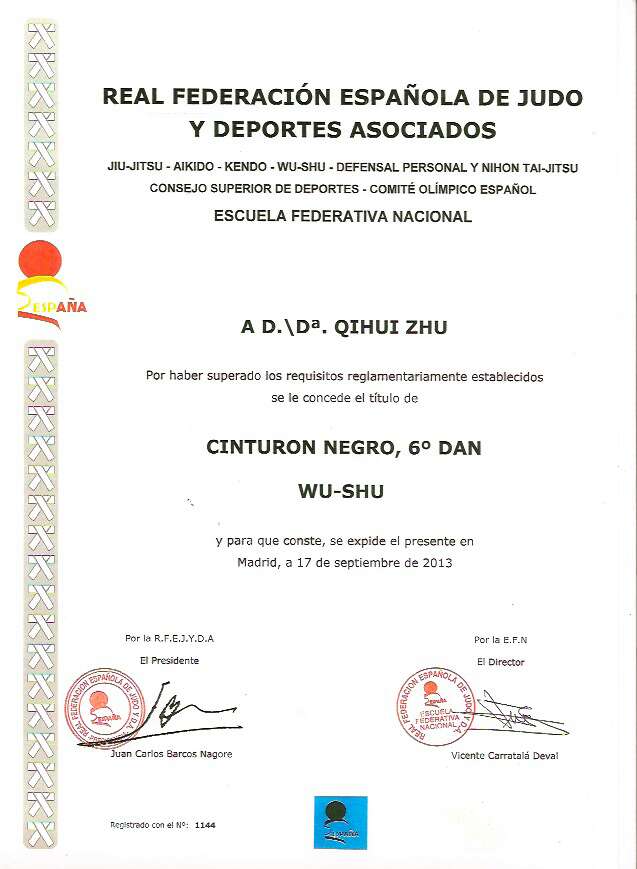 REAL FEDERACIÓN ESPAÑOLA DE JUDO
Y DEPORTES ASOCIADOS
JIU-JITSU - AIKIDO - KENDO - WU-SHU - DEFENSAL PERSONAL Y NIHON TAI-JITSU
CONSEJO SUPERIOR DE DEPORTES - COMITÉ OLÍMPICO ESPAÑOL
ESCUELA FEDERATIVA NACIONAL
ESPAÑA
A D.\Dª. QIHUI ZHU
Por haber superado los requisitos reglamentariamente establecidos
se le concede el título de
CINTURON NEGRO, 6º DAN
WU-SHU
y para que conste, se expide el presente en
Madrid, a 17 de septiembre de 2013
Por la R.F.E.J.Y.D.A
El Presidente
REAL FEDERACIÓN ESPAÑOLA DE JUDO Y D.A.
ESPAÑA
Juan Carlos Barcos Nagore
Por la E.F.N
El Director
REAL FEDERACION ESPAÑOLA DE JUDO Y D.A.
ESPAÑA
ESCUELA
FEDERATIVA
NACIONAL
Vicente Carratalá Deval
Registrado con el Nº: 1144
ESPAÑA